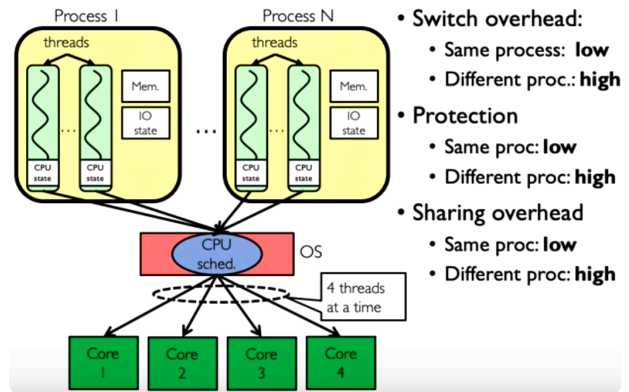 Process 1
Process N
threads
threads
Mem.
IO
state
CPU
state
CPU
state
...
...
Mem.
IO
state
CPU
state
CPU
state
...
CPU
sched.
OS
4 threads
at a time
Core
1
Core
2
Core
3
Core
4
• Switch overhead:
• Same process: low
• Different proc.: high
• Protection
• Same proc: low
• Different proc: high
• Sharing overhead
• Same proc: low
• Different proc: high